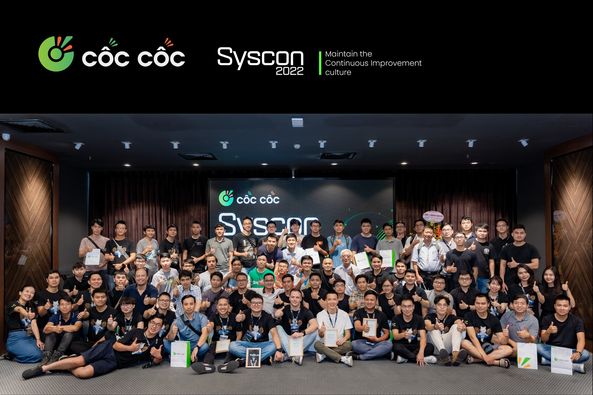 cốc cốc
Syscon
2022
Maintain the
Continuous Improvement
culture
cốc cốc
Syscon